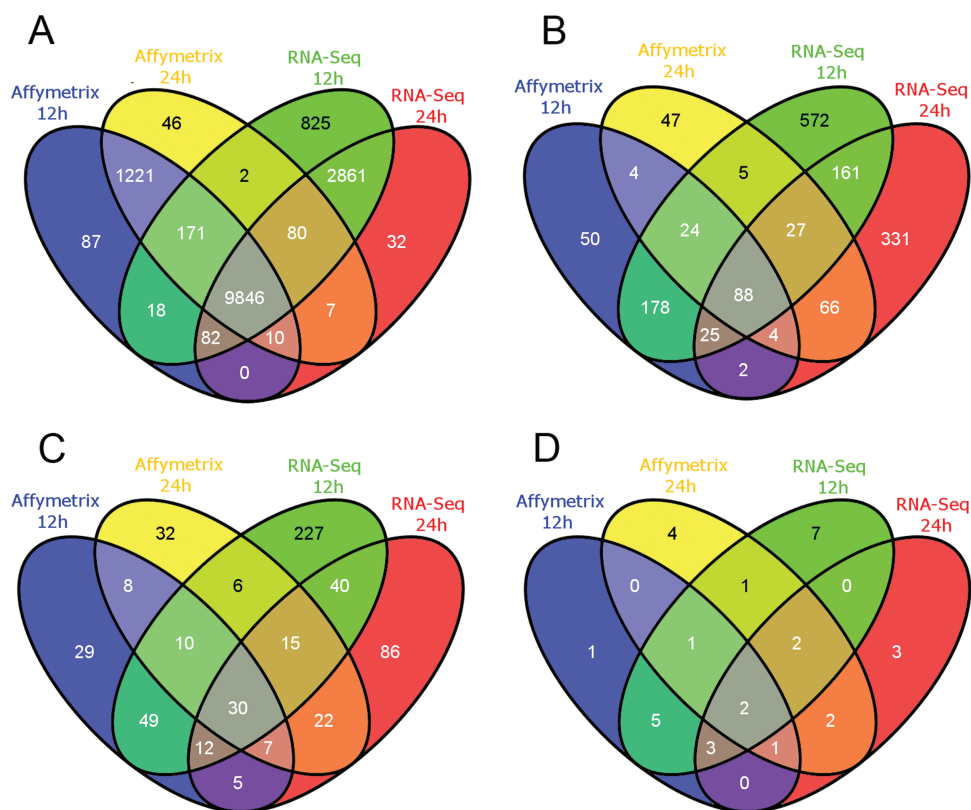 A
Affymetrix
24h
RNA-Seq
12h
Affymetrix
12h
RNA-Seq
24h
46
825
1221
2
2861
87
171
80
32
9846
18
7
82
10
0
B
Affymetrix
24h
RNA-Seq
12h
Affymetrix
12h
RNA-Seq
24h
47
572
4
5
161
50
24
27
331
88
178
66
25
4
2
C
Affymetrix
24h
RNA-Seq
12h
Affymetrix
12h
RNA-Seq
24h
32
227
8
6
40
29
10
15
86
30
49
22
12
7
5
D
Affymetrix
24h
RNA-Seq
12h
Affymetrix
12h
RNA-Seq
24h
4
7
0
1
0
1
1
2
3
2
5
2
3
1
0